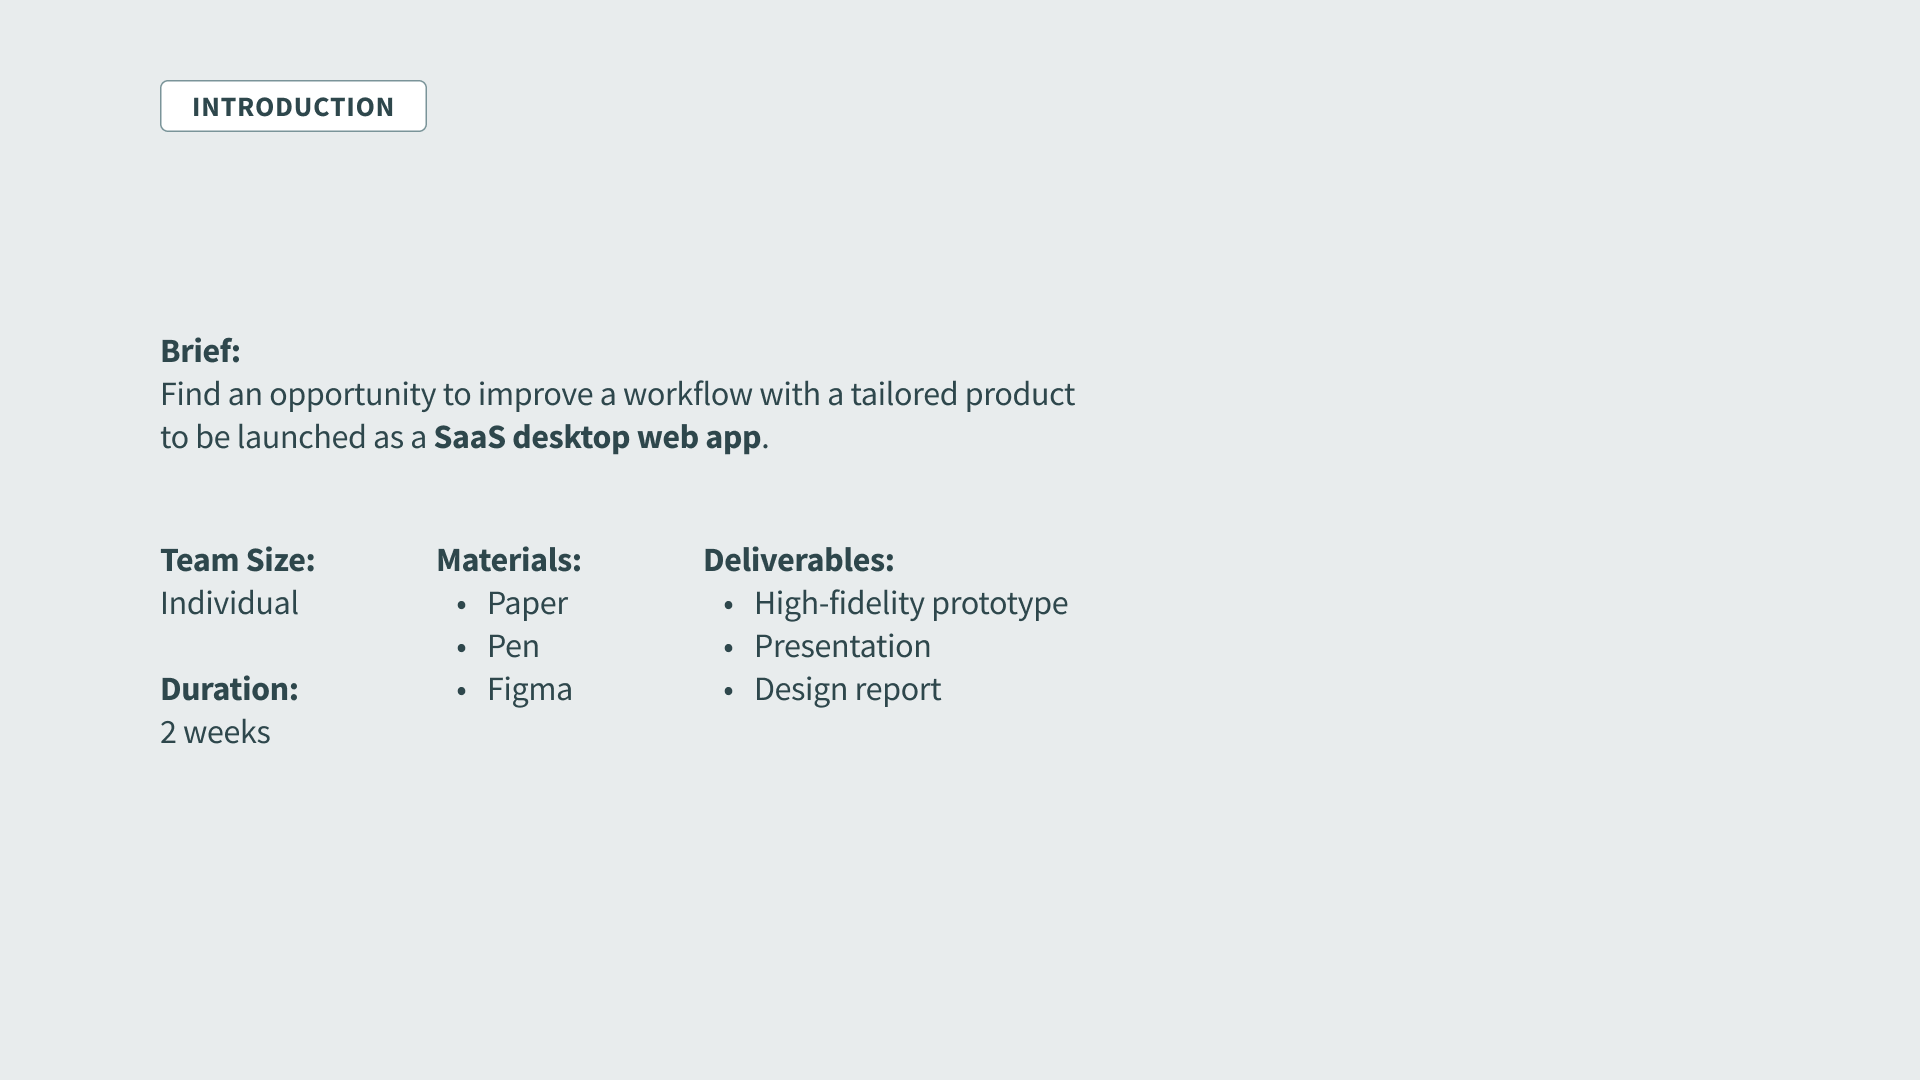 INTRODUCTION
Brief:
Find an opportunity to improve a workflow with a tailored product
to be launched as a SaaS desktop web app.
Team Size:
Individual
Duration:
2 weeks
Materials:
• Paper
• Pen
• Figma
Deliverables:
• High-fidelity prototype
• Presentation
• Design report